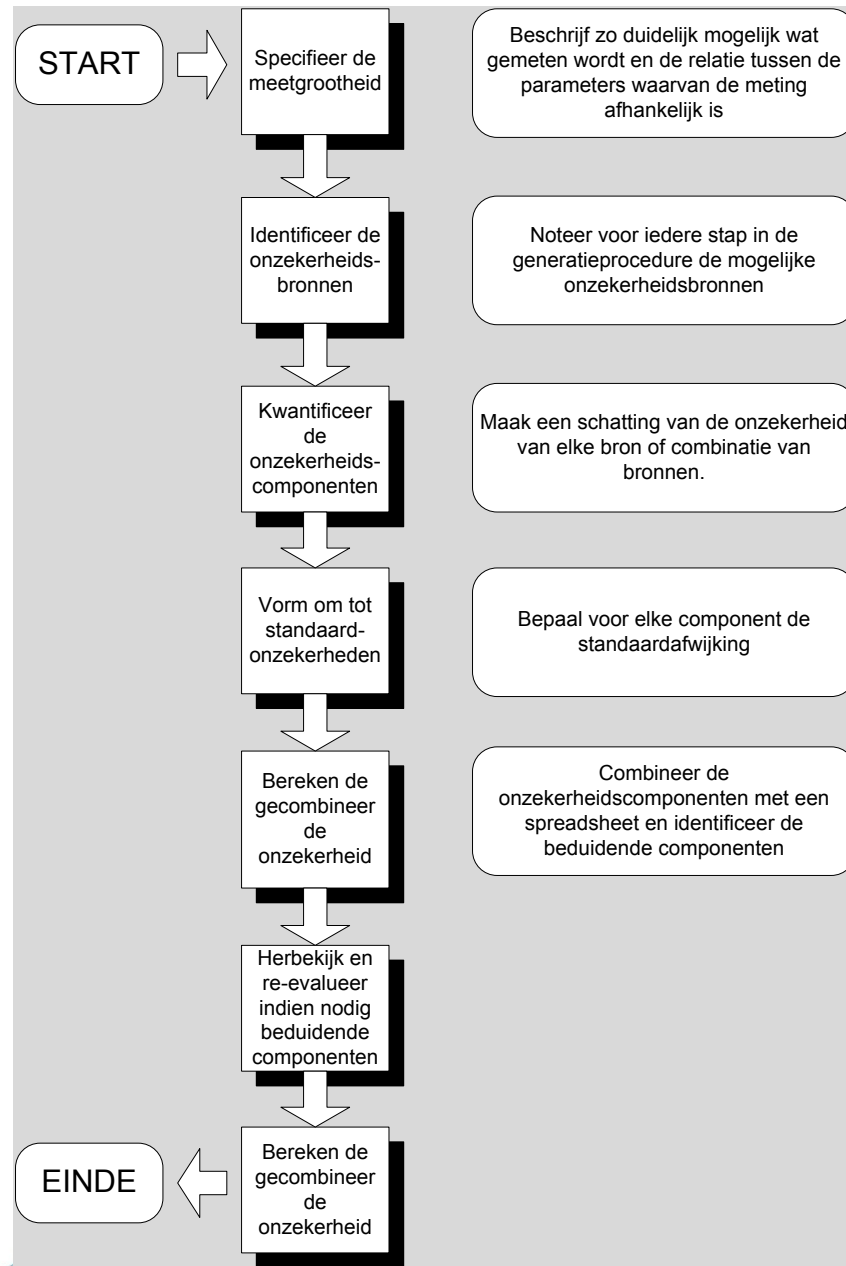 START
Specifieer de
meetgrootheid
Beschrijf zo duidelijk mogelijk wat
gemeten wordt en de relatie tussen de
parameters waarvan de meting
afhankelijk is
Identificeer de
onzekerheids-
bronnen
Noteer voor iedere stap in de
generatieprocedure de mogelijke
onzekerheidsbronnen
Kwantificeer
de
onzekerheids-
componenten
Maak een schatting van de onzekerheid
van elke bron of combinatie van
bronnen.
Vorm om tot
standaard-
onzekerheden
Bepaal voor elke component de
standaardafwijking
Bereken de
gecombineer
de
onzekerheid
Combineer de
onzekerheidscomponenten met een
spreadsheet en identificeer de
beduidende componenten
Herbekijk en
re-evalueer
indien nodig
beduidende
componenten
EINDE
Bereken de
gecombineer
de
onzekerheid